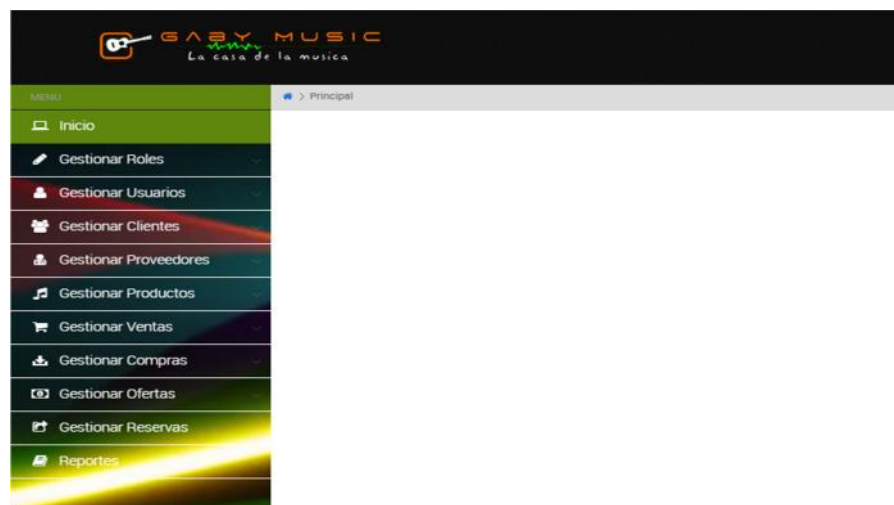 GABY MUSIC
La casa de la musica
MENU
> Principal
Inicio
Gestionar Roles
Gestionar Usuarios
Gestionar Clientes
Gestionar Proveedores
Gestionar Productos
Gestionar Ventas
Gestionar Compras
Gestionar Ofertas
Gestionar Reservas
Reportes